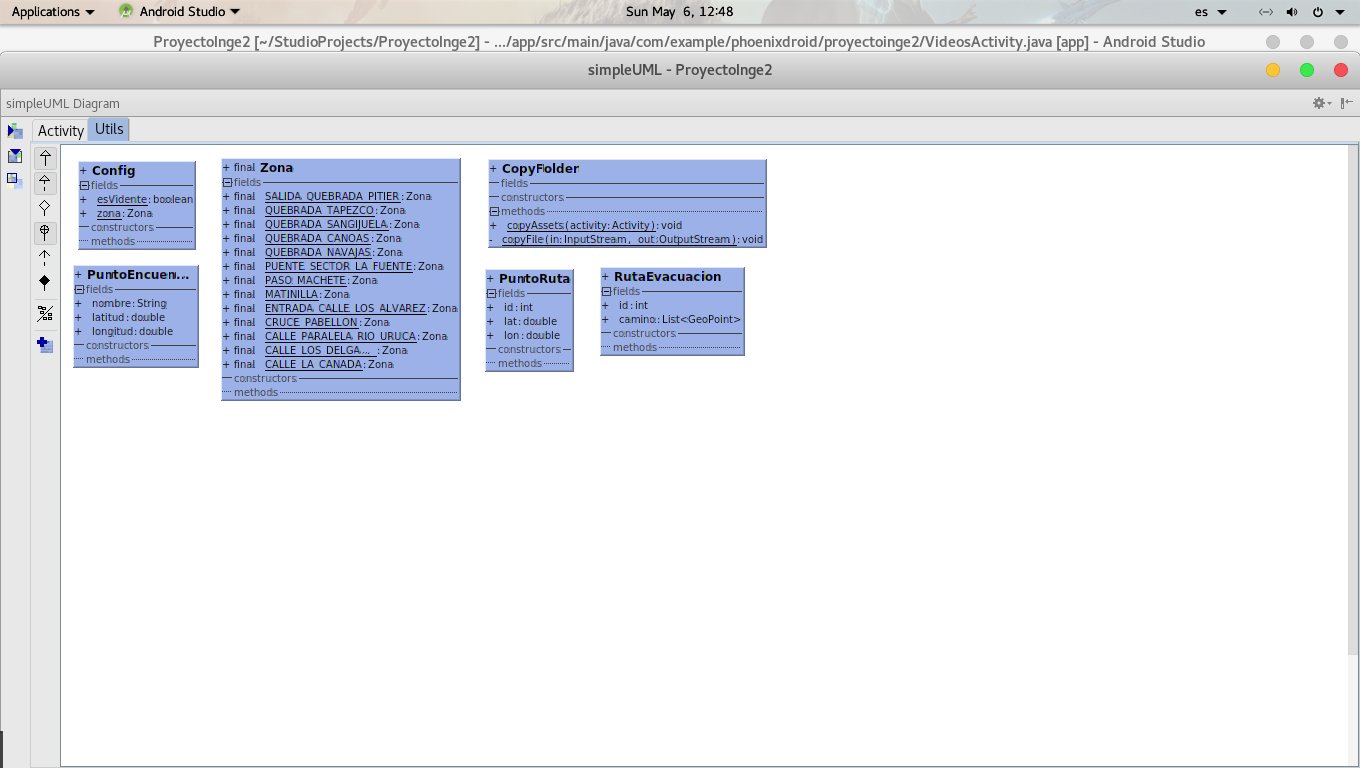 Applications Android Studio Sun May 6, 12:48 es
ProyectoInge2 [~/StudioProjects/ProyectoInge2] - .../app/src/main/java/com/example/phoenixdroid/proyectoinge2/VideosActivity.java [app] - Android Studio
simpleUML - ProyectoInge2
simpleUML Diagram
Activity Utils
+ Config
fields
+ esVidente: boolean
+ zona: Zona
constructors
methods
+ PuntoEncuen...
fields
+ nombre: String
+ latitud: double
+ longitud: double
constructors
methods
+ final Zona
fields
+ final SALIDA_QUEBRADA_PITIER: Zona
+ final QUEBRADA_TAPEZCO: Zona
+ final QUEBRADA_SANGIJUELA: Zona
+ final QUEBRADA_CANOAS: Zona
+ final QUEBRADA_NAVAJAS: Zona
+ final PUENTE_SECTOR_LA_FUENTE: Zona
+ final PASO_MACHETE: Zona
+ final MATINILLA: Zona
+ final ENTRADA_CALLE_LOS_ALVAREZ: Zona
+ final CRUCE_PABELLON: Zona
+ final CALLE_PARALELA_RIO_URUCA: Zona
+ final CALLE_LOS_DELGA... : Zona
+ final CALLE_LA_CANADA: Zona
constructors
methods
+ CopyFolder
fields
constructors
methods
+ copyAssets(activity:Activity): void
- copyFile(in:InputStream, out:OutputStream): void
+ PuntoRuta
fields
+ id: int
+ lat: double
+ lon: double
constructors
methods
+ RutaEvacuacion
fields
+ id: int
+ camino: List<GeoPoint>
constructors
methods